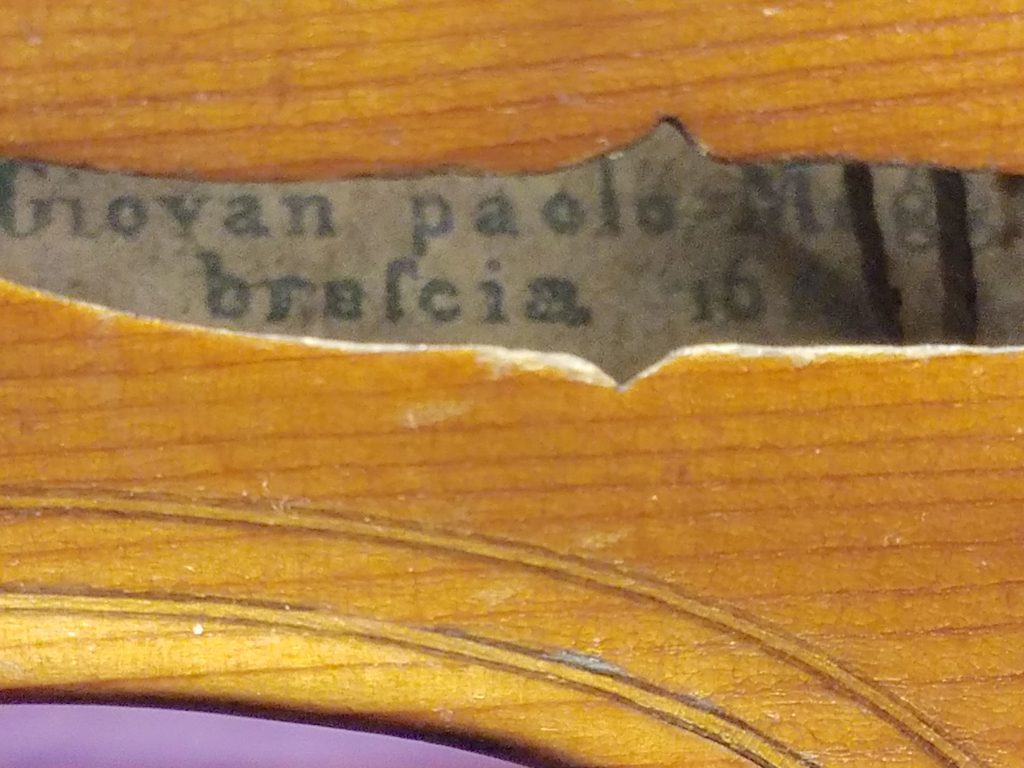 Giovan paolo
breſcia, 16